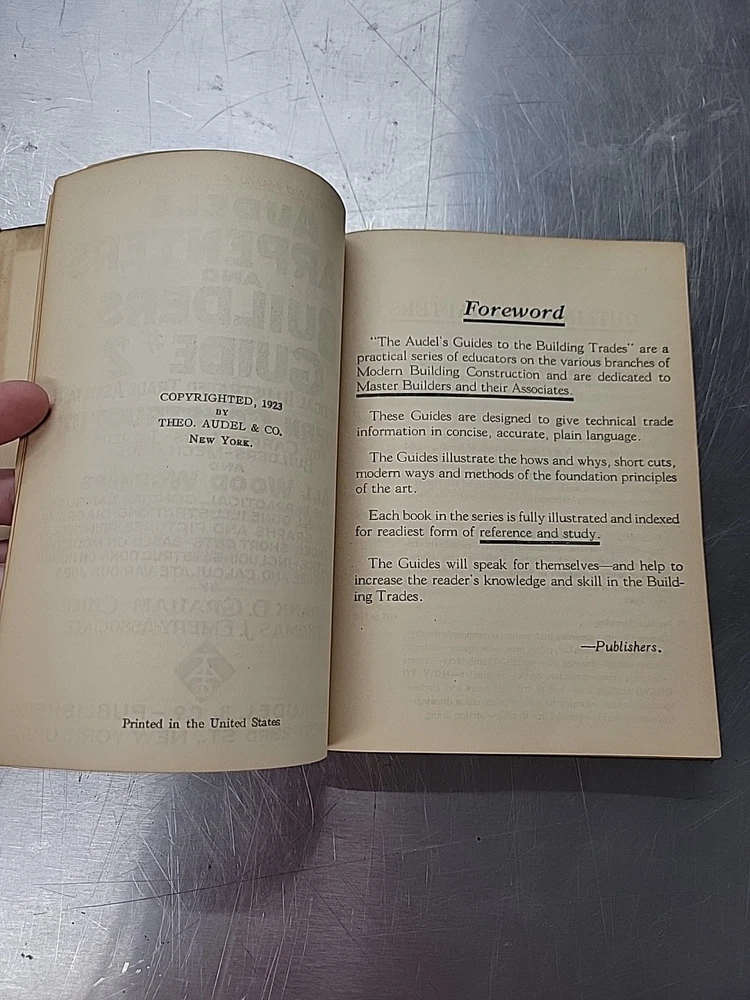 COPYRIGHTED, 1923
BY
THEO. AUDEL & CO.
NEW YORK.
Printed in the United States
Foreword
"The Audel's Guides to the Building Trades" are a
practical series of educators on the various branches of
Modern Building Construction and are dedicated to
Master Builders and their Associates.
These Guides are designed to give technical trade
information in concise, accurate, plain language.
The Guides illustrate the hows and whys, short cuts,
modern ways and methods of the foundation principles
of the art.
Each book in the series is fully illustrated and indexed
for readiest form of reference and study.
The Guides will speak for themselves—and help to
increase the reader's knowledge and skill in the Build-
ing Trades.
—Publishers.